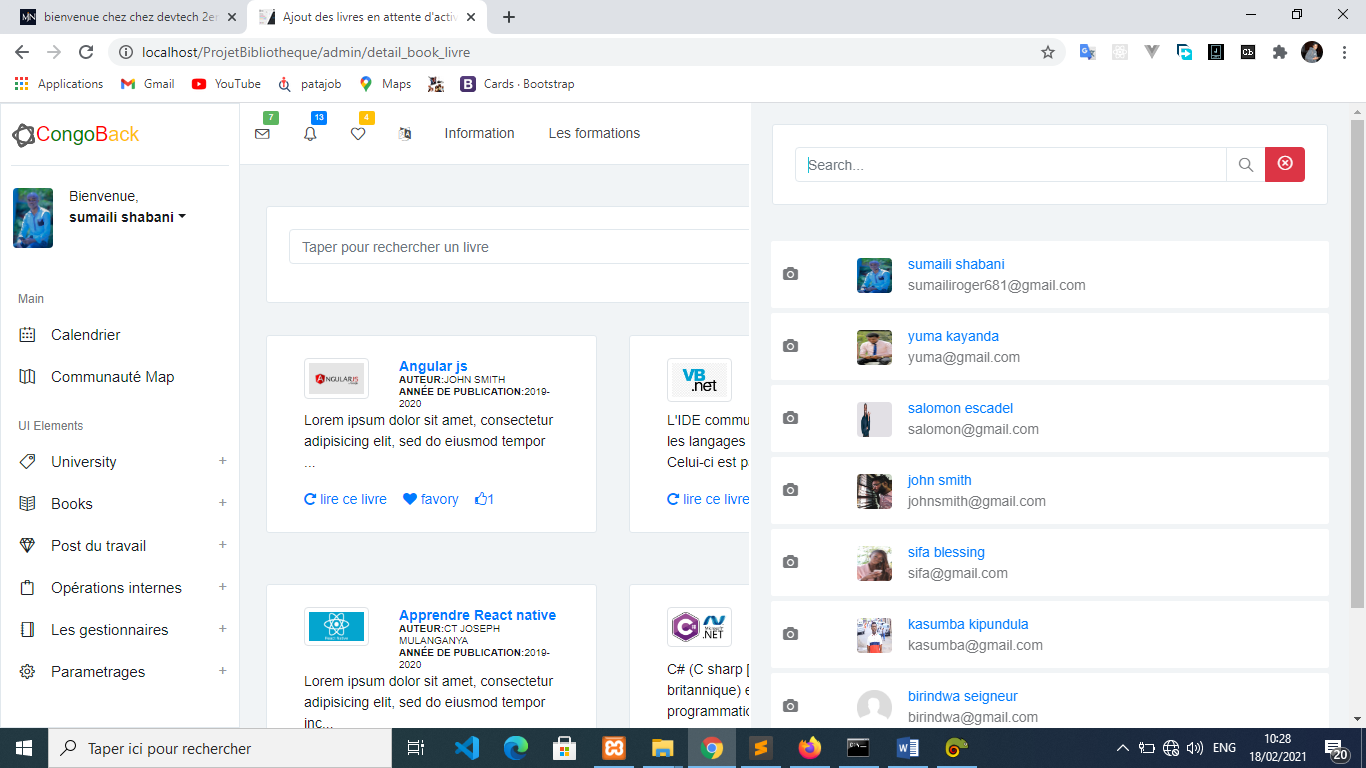 bienvenue chez chez devtech 2er
Ajout des livres en attente d'activ
localhost/ProjetBibliotheque/admin/detail_book_livre
Applications
Gmail
YouTube
patajob
Maps
Cards · Bootstrap
CongoBack
7
13
4
Information
Les formations
Bienvenue,
sumaili shabani
Main
Calendrier
Communauté Map
UI Elements
University +
Books +
Post du travail +
Opérations internes +
Les gestionnaires +
Parametrages +
Taper pour rechercher un livre
Angular js
AUTEUR:JOHN SMITH
ANNÉE DE PUBLICATION:2019-
2020
Lorem ipsum dolor sit amet, consectetur
adipisicing elit, sed do eiusmod tempor
...
lire ce livre
favory
1
VB
.net
L'IDE commu
les langages
Celui-ci est p
lire ce livre
Apprendre React native
AUTEUR:CT JOSEPH
MULANGANYA
ANNÉE DE PUBLICATION:2019-
2020
Lorem ipsum dolor sit amet, consectetur
adipisicing elit, sed do eiusmod tempor
inc...
.NET
C# (C sharp [
britannique) e
programmatio
Search...
sumaili shabani
sumailiroger681@gmail.com
yuma kayanda
yuma@gmail.com
salomon escadel
salomon@gmail.com
john smith
johnsmith@gmail.com
sifa blessing
sifa@gmail.com
kasumba kipundula
kasumba@gmail.com
birindwa seigneur
birindwa@gmail.com
Taper ici pour rechercher
ENG
10:28
18/02/2021
20